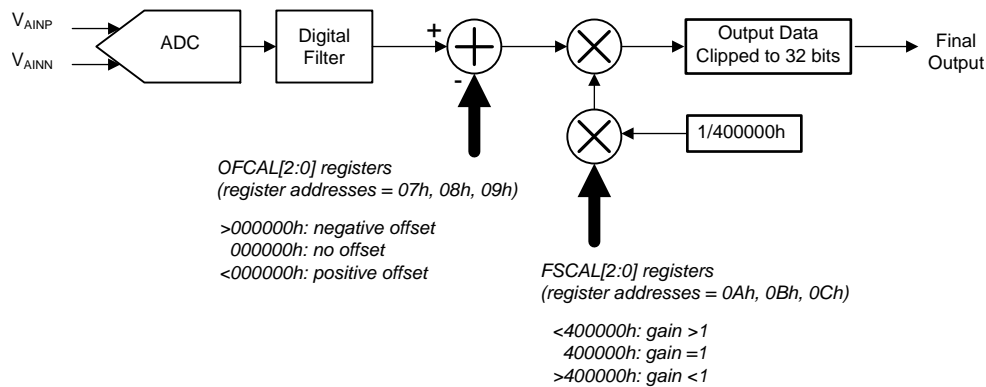 V_AINP
V_AINN
ADC
Digital
Filter
+
-
Output Data
Clipped to 32 bits
Final
Output
1/400000h
OFCAL[2:0] registers
(register addresses = 07h, 08h, 09h)
>000000h: negative offset
000000h: no offset
<000000h: positive offset
FSCAL[2:0] registers
(register addresses, = 0Ah, 0Bh, 0Ch)
<400000h: gain >1
400000h: gain =1
>400000h: gain <1